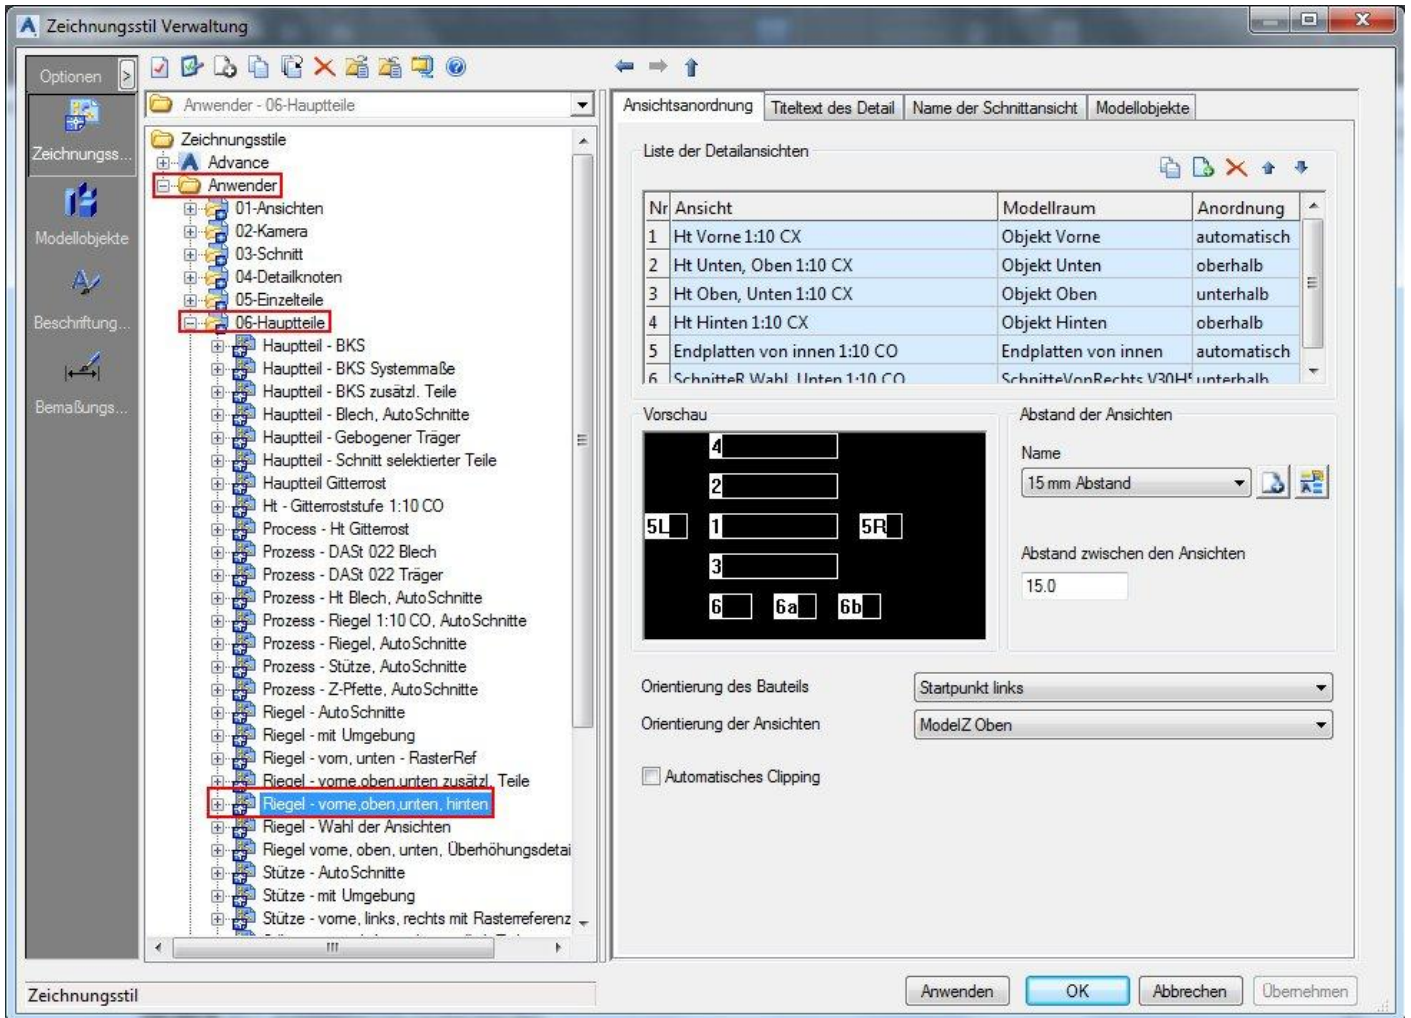 Zeichnungsstil Verwaltung
Optionen
Zeichnungss...
Modellobjekte
Beschriftung...
Bemaßungs...
Anwender - 06-Hauptteile
Zeichnungsstile
Advance
Anwender
01-Ansichten
02-Kamera
03-Schnitt
04-Detailknoten
05-Einzelteile
06-Hauptteile
Hauptteil - BKS
Hauptteil - BKS Systemmaße
Hauptteil - BKS zusätzl. Teile
Hauptteil - Blech, AutoSchnitte
Hauptteil - Gebogener Träger
Hauptteil - Schnitt selektierter Teile
Hauptteil Gitterrost
Ht - Gitterroststufe 1:10 CO
Process - Ht Gitterrost
Prozess - DASt 022 Blech
Prozess - DASt 022 Träger
Prozess - Ht Blech, AutoSchnitte
Prozess - Riegel 1:10 CO, AutoSchnitte
Prozess - Riegel, AutoSchnitte
Prozess - Stütze, AutoSchnitte
Prozess - Z-Pfette, AutoSchnitte
Riegel - AutoSchnitte
Riegel - mit Umgebung
Riegel - vorn, unten - RasterRef
Riegel - vorne,oben,unten zusätzl. Teile
Riegel - vorne,oben,unten, hinten
Riegel - Wahl der Ansichten
Riegel vorne, oben, unten, Überhöhungsdetai
Stütze - AutoSchnitte
Stütze - mit Umgebung
Stütze - vorne, links, rechts mit Rasterreferenz
Ansichtsanordnung Titeltext des Detail Name der Schnittansicht Modellobjekte
Liste der Detailansichten
Nr Ansicht Modellraum Anordnung
1 Ht Vorne 1:10 CX Objekt Vorne automatisch
2 Ht Unten, Oben 1:10 CX Objekt Unten oberhalb
3 Ht Oben, Unten 1:10 CX Objekt Oben unterhalb
4 Ht Hinten 1:10 CX Objekt Hinten oberhalb
5 Endplatten von innen 1:10 CO Endplatten von innen automatisch
6 SchnitteR Wahl, Unten 1:10 CO SchnitteVonRechts V30H5 unterhalb
Vorschau
4
2
5L 1 5R
3
6 6a 6b
Abstand der Ansichten
Name
15 mm Abstand
Abstand zwischen den Ansichten
15.0
Orientierung des Bauteils Startpunkt links
Orientierung der Ansichten ModelZ Oben
Automatisches Clipping
Zeichnungsstil
Anwenden OK Abbrechen Übernehmen